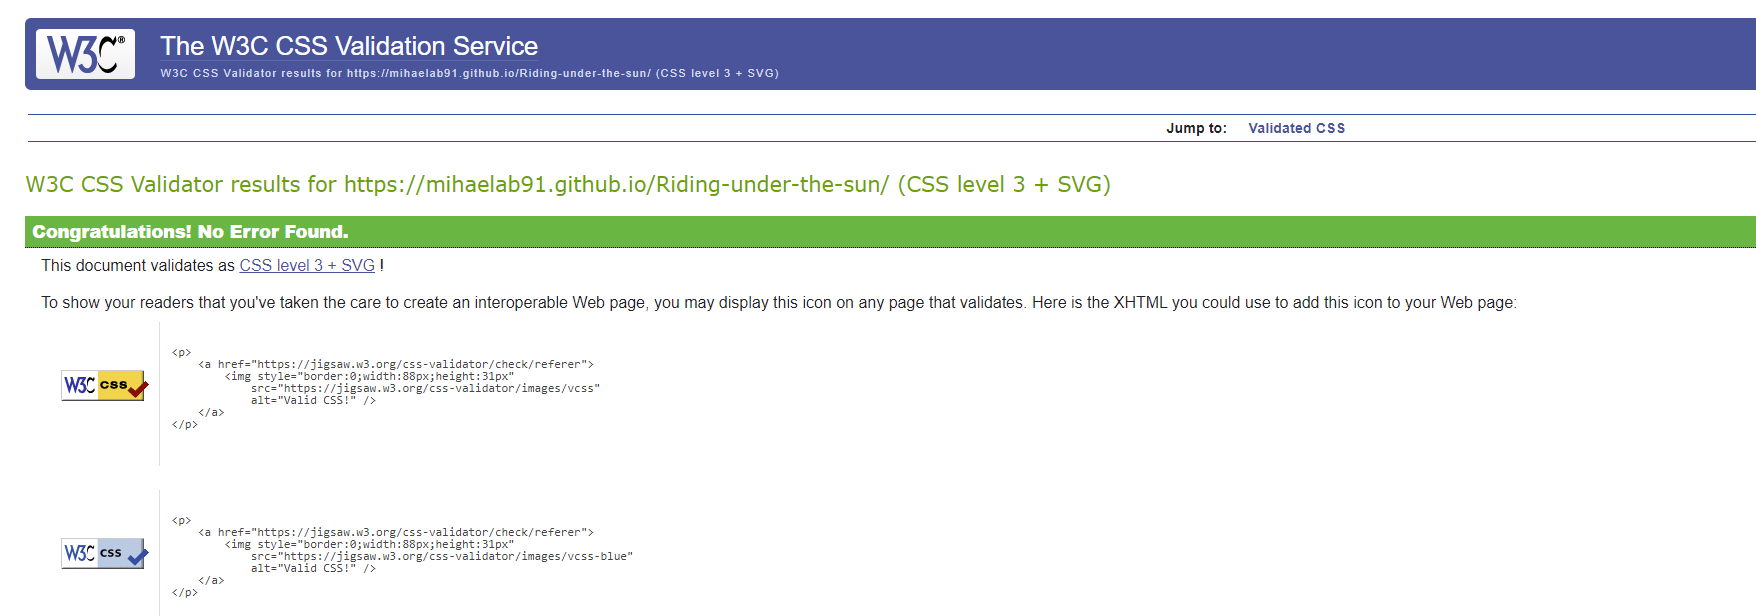 W3C®
The W3C CSS Validation Service
W3C CSS Validator results for https://mihaelab91.github.io/Riding-under-the-sun/ (CSS level 3 + SVG)
Jump to: Validated CSS
W3C CSS Validator results for https://mihaelab91.github.io/Riding-under-the-sun/ (CSS level 3 + SVG)
Congratulations! No Error Found.
This document validates as CSS level 3 + SVG !
To show your readers that you've taken the care to create an interoperable Web page, you may display this icon on any page that validates. Here is the XHTML you could use to add this icon to your Web page:
W3C css
<p>
<a href="https://jigsaw.w3.org/css-validator/check/referer">
<img style="border:0;width:88px;height:31px"
src="https://jigsaw.w3.org/css-validator/images/vcss"
alt="Valid CSS!" />
</a>
</p>
W3C css
<p>
<a href="https://jigsaw.w3.org/css-validator/check/referer">
<img style="border:0;width:88px;height:31px"
src="https://jigsaw.w3.org/css-validator/images/vcss-blue"
alt="Valid CSS!" />
</a>
</p>